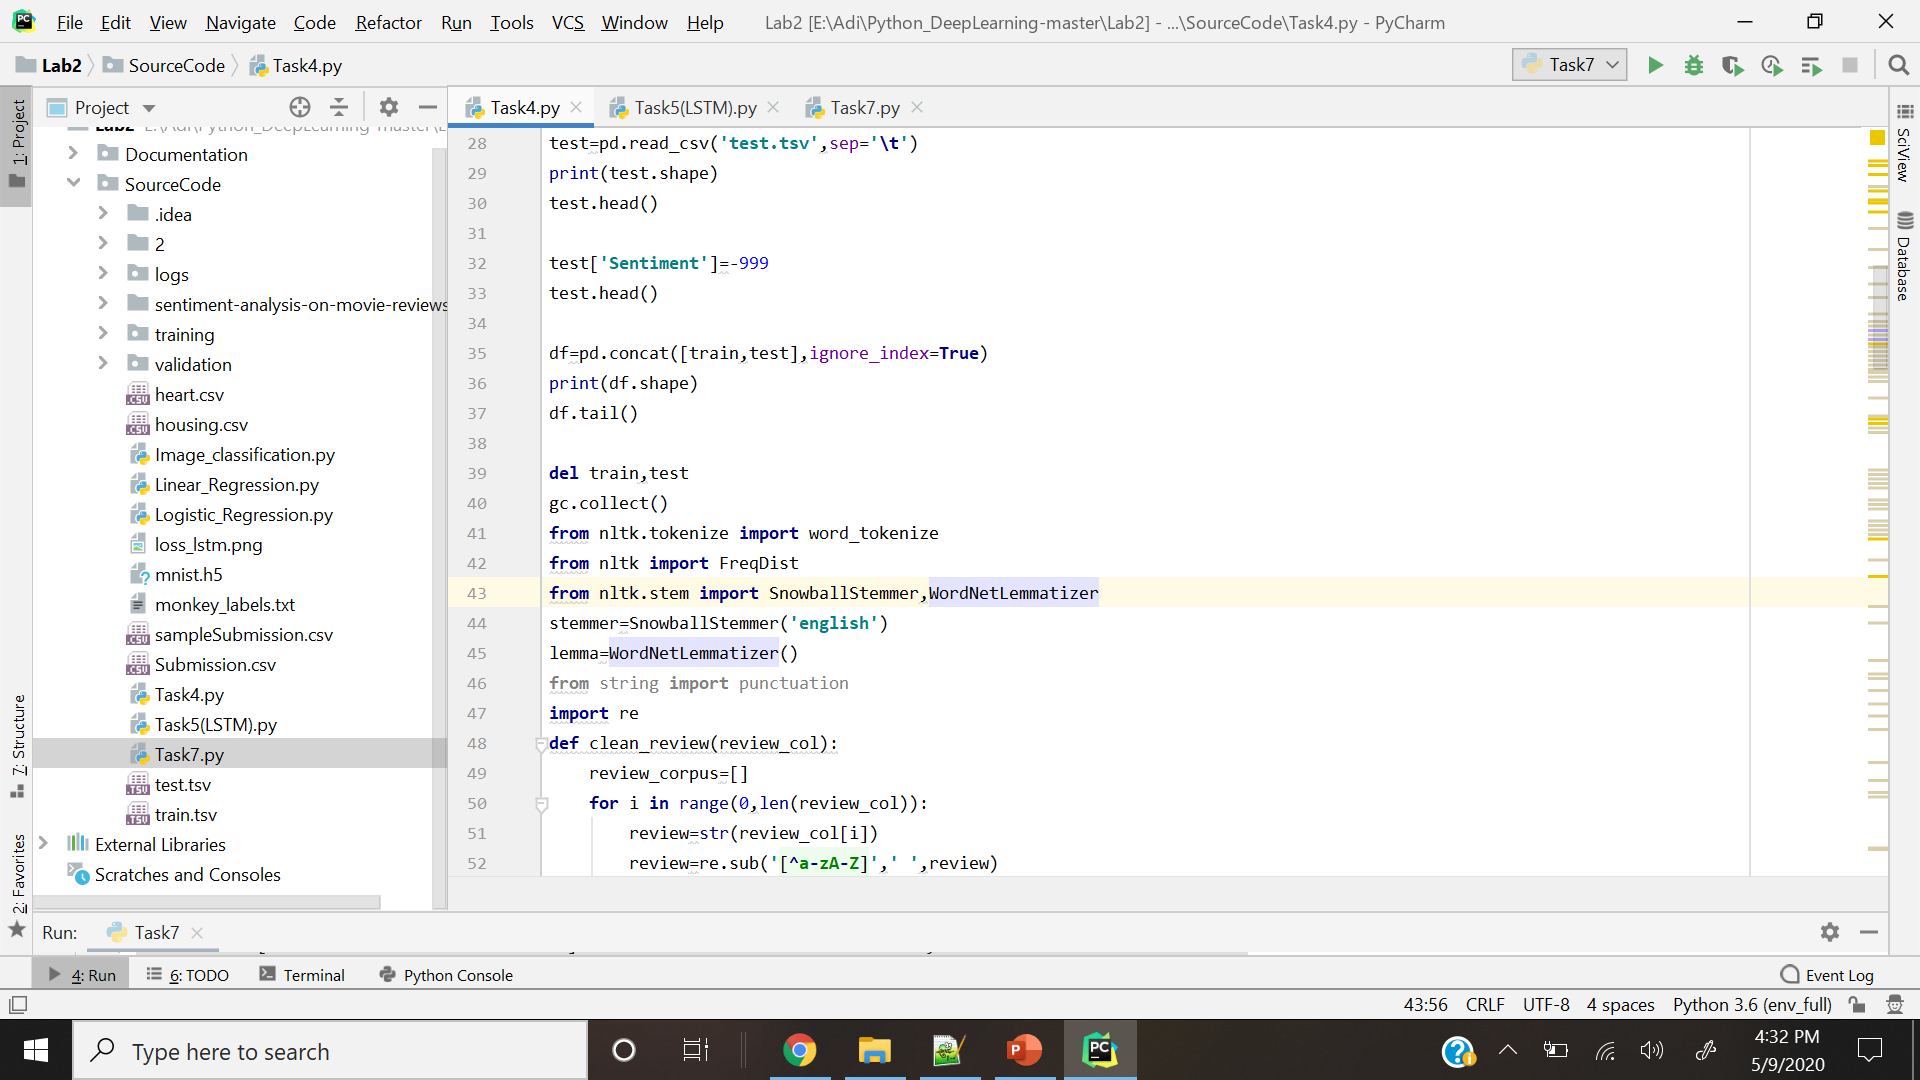 File Edit View Navigate Code Refactor Run Tools VCS Window Help Lab2 [E:\Adi\Python_DeepLearning-master\Lab2] - ...\SourceCode\Task4.py - PyCharm
Lab2 SourceCode Task4.py Task7
1: Project
Project
Task4.py Task5(LSTM).py Task7.py
Lab2 E:\Adi\Python_DeepLearning-master\L
Documentation
SourceCode
.idea
2
logs
sentiment-analysis-on-movie-reviews
training
validation
heart.csv
housing.csv
Image_classification.py
Linear_Regression.py
Logistic_Regression.py
loss_lstm.png
mnist.h5
monkey_labels.txt
sampleSubmission.csv
Submission.csv
Task4.py
Task5(LSTM).py
Task7.py
test.tsv
train.tsv
External Libraries
Scratches and Consoles
7: Structure
2: Favorites
28 test=pd.read_csv('test.tsv',sep='\t')
29 print(test.shape)
30 test.head()
31
32 test['Sentiment']=-999
33 test.head()
34
35 df=pd.concat([train,test],ignore_index=True)
36 print(df.shape)
37 df.tail()
38
39 del train,test
40 gc.collect()
41 from nltk.tokenize import word_tokenize
42 from nltk import FreqDist
43 from nltk.stem import SnowballStemmer,WordNetLemmatizer
44 stemmer=SnowballStemmer('english')
45 lemma=WordNetLemmatizer()
46 from string import punctuation
47 import re
48 def clean_review(review_col):
49 review_corpus=[]
50 for i in range(0,len(review_col)):
51 review=str(review_col[i])
52 review=re.sub('[^a-zA-Z]',' ',review)
SciView
Database
Run: Task7
4: Run 6: TODO Terminal Python Console Event Log
43:56 CRLF UTF-8 4 spaces Python 3.6 (env_full)
Type here to search
4:32 PM
5/9/2020